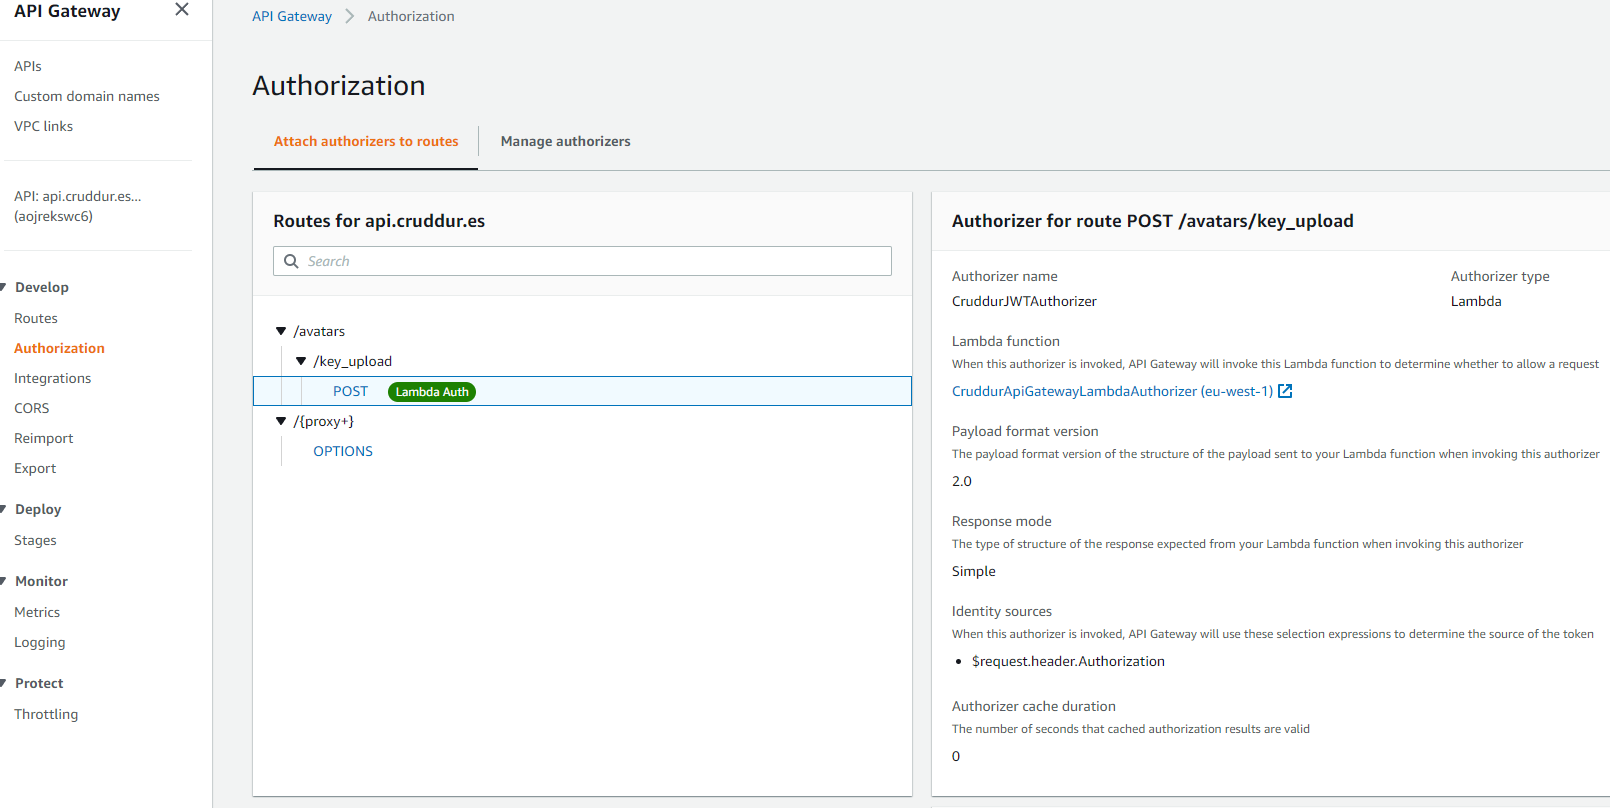 API Gateway
APIs
Custom domain names
VPC links
API: api.cruddur.es...
(aojrekswc6)
Develop
Routes
Authorization
Integrations
CORS
Reimport
Export
Deploy
Stages
Monitor
Metrics
Logging
Protect
Throttling
API Gateway
Authorization
Authorization
Attach authorizers to routes
Manage authorizers
Routes for api.cruddur.es
Search
/avatars
/key_upload
POST Lambda Auth
/{proxy+}
OPTIONS
Authorizer for route POST /avatars/key_upload
Authorizer name
CruddurJWTAuthorizer
Authorizer type
Lambda
Lambda function
When this authorizer is invoked, API Gateway will invoke this Lambda function to determine whether to allow a request
CruddurApiGatewayLambdaAuthorizer (eu-west-1)
Payload format version
The payload format version of the structure of the payload sent to your Lambda function when invoking this authorizer
2.0
Response mode
The type of structure of the response expected from your Lambda function when invoking this authorizer
Simple
Identity sources
When this authorizer is invoked, API Gateway will use these selection expressions to determine the source of the token
• $request.header.Authorization
Authorizer cache duration
The number of seconds that cached authorization results are valid
0